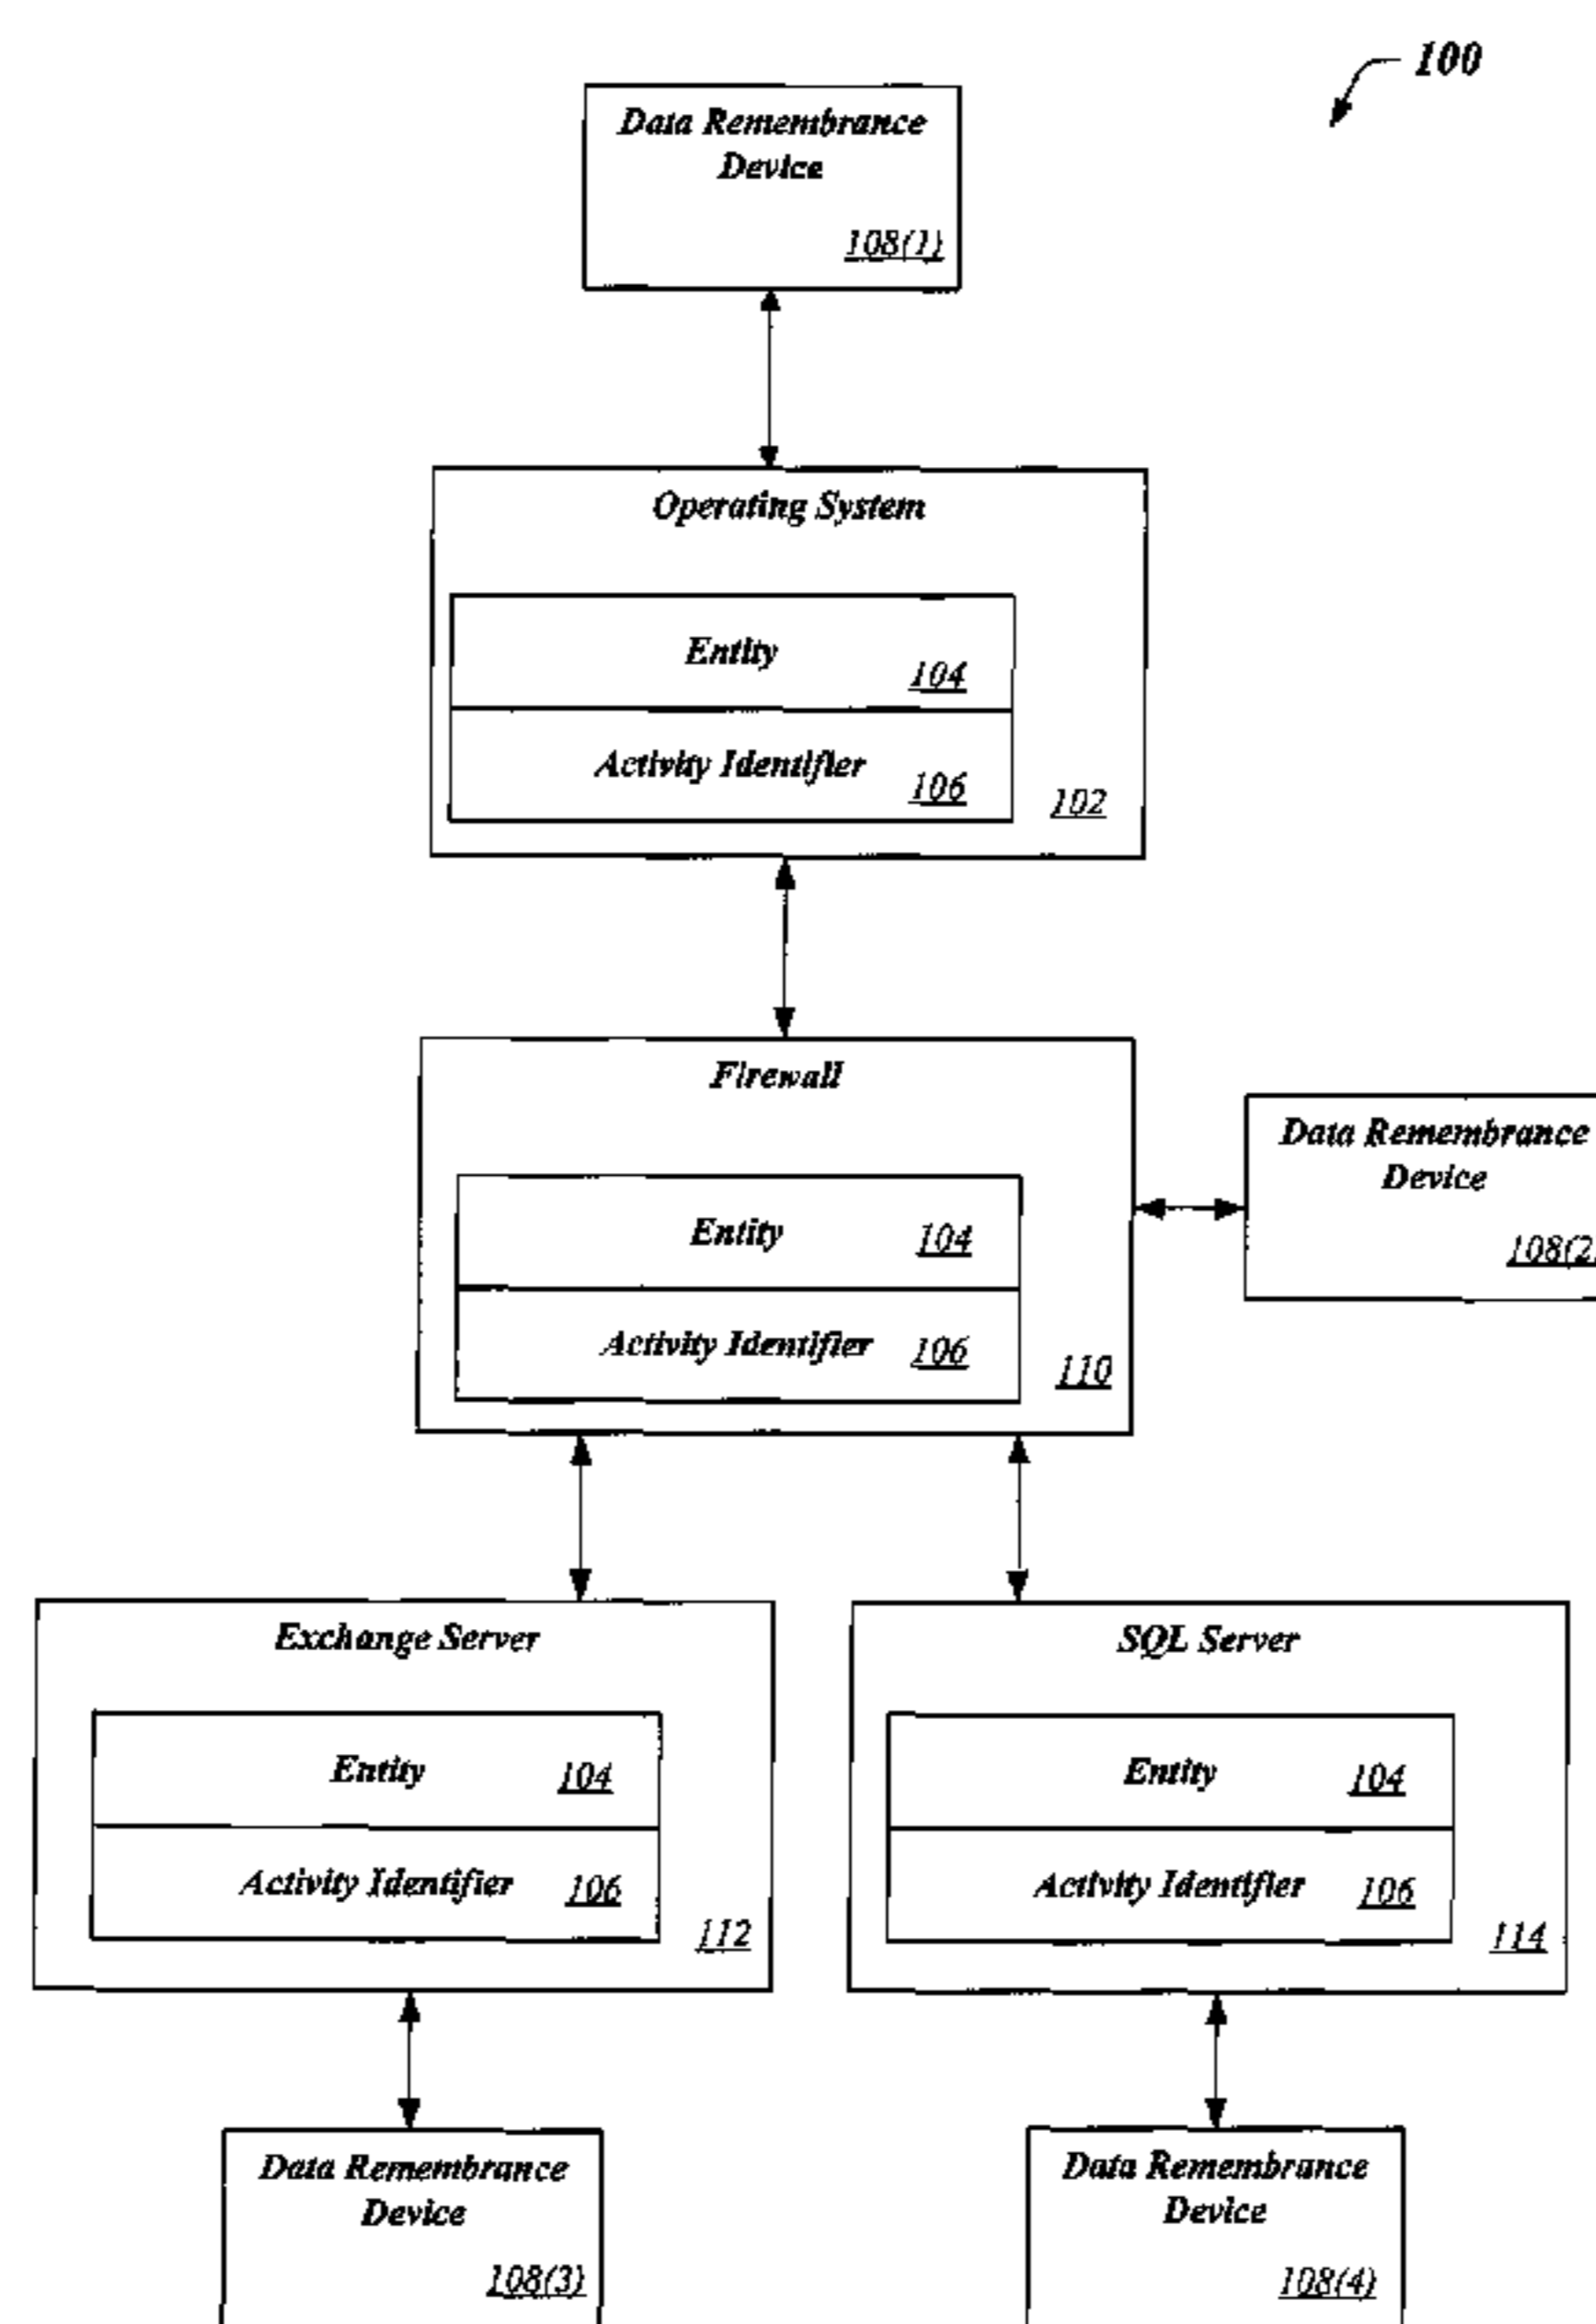 100
Data Remembrance
Device
108(1)
Operating System
Entity
104
Activity Identifier
106
102
Firewall
Data Remembrance
Device
108(2
Entity
104
Activity Identifier
106
110
Exchange Server
Entity
104
Activity Identifier
106
112
SQL Server
Entity
104
Activity Identifier
106
114
Data Remembrance
Device
108(3)
Data Remembrance
Device
108(4)